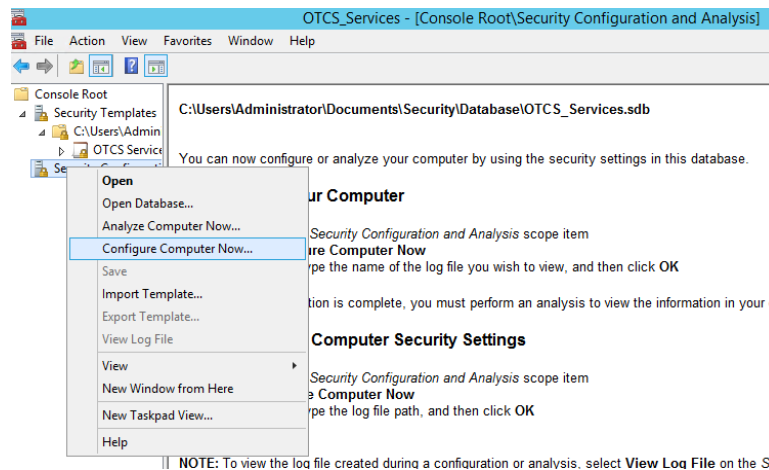 OTCS_Services - [Console Root\Security Configuration and Analysis]
File Action View Favorites Window Help
Console Root
Security Templates
C:\Users\Admin
OTCS Service
C:\Users\Administrator\Documents\Security\Database\OTCS_Services.sdb
You can now configure or analyze your computer by using the security settings in this database.
Open
Open Database...
Analyze Computer Now...
Configure Computer Now...
Save
Import Template...
Export Template...
View Log File
View
New Window from Here
New Taskpad View...
Help
ur Computer
Security Configuration and Analysis scope item
ure Computer Now
ype the name of the log file you wish to view, and then click OK
tion is complete, you must perform an analysis to view the information in your
Computer Security Settings
Security Configuration and Analysis scope item
e Computer Now
ype the log file path, and then click OK
NOTE: To view the log file created during a configuration or analysis, select View Log File on the S